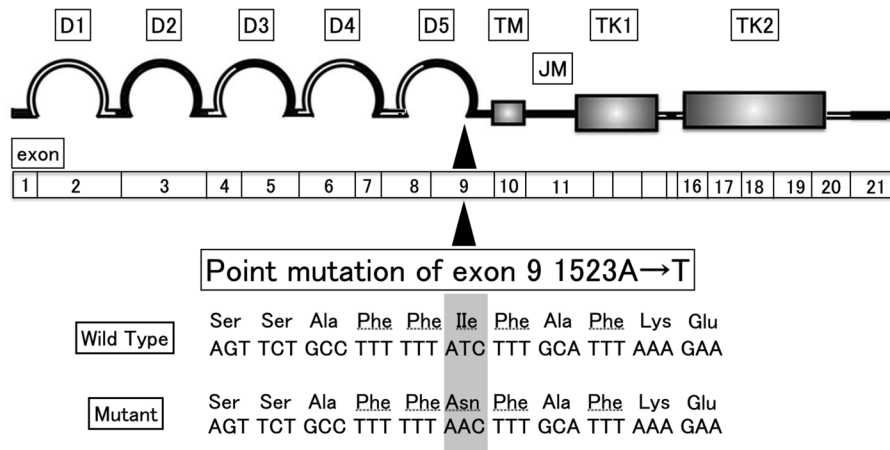 D1 D2 D3 D4 D5 TM TK1 TK2
JM
exon
1 2 3 4 5 6 7 8 9 10 11 16 17 18 19 20 21
Point mutation of exon 9 1523A→T
Ser Ser Ala Phe Phe IIe Phe Ala Phe Lys Glu
Wild Type
AGT TCT GCC TTT TTT ATC TTT GCA TTT AAA GAA
Ser Ser Ala Phe Phe Asn Phe Ala Phe Lys Glu
Mutant
AGT TCT GCC TTT TTT AAC TTT GCA TTT AAA GAA